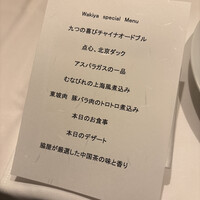 Wakiya special Menu
九つの喜びチャイナオードブル
点心、北京ダック
アスパラガスの一品
むなびれの上海風煮込み
東坡肉 豚バラ肉のトロトロ煮込み
本日のお食事
本日のデザート
脇屋が厳選した中国茶の味と香り